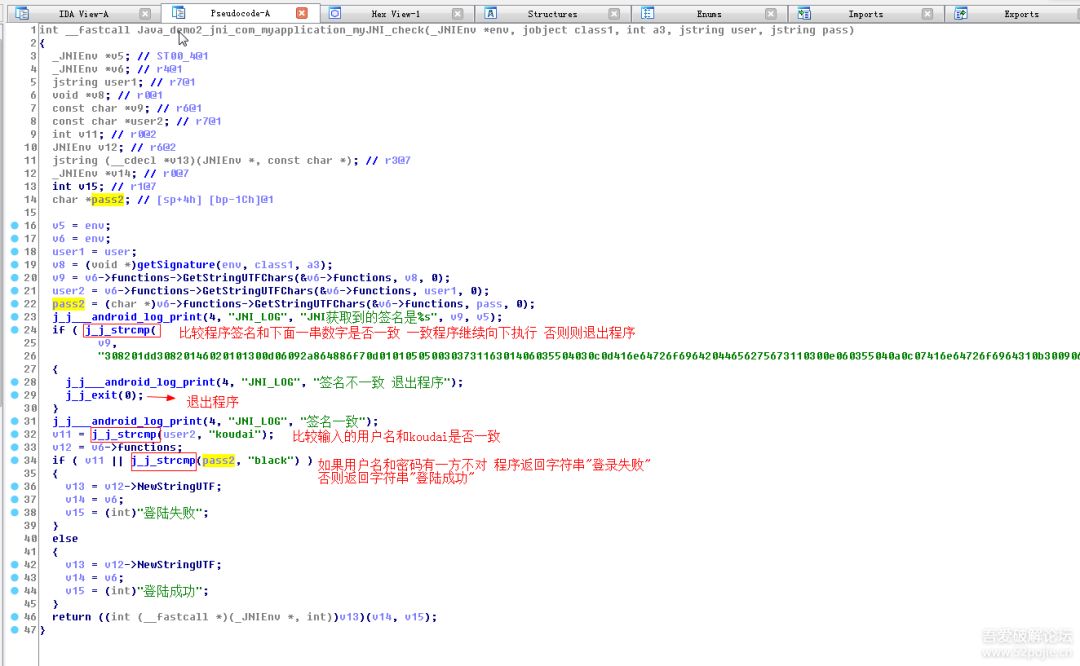 IDA View-A Pseudocode-A Hex View-1 Structures Enums Imports Exports
1 int __fastcall Java_demo2_jni_com_myapplication_myJNI_check(_JNIEnv *env, jobject class1, int a3, jstring user, jstring pass)
2 {
3 _JNIEnv *v5; // ST00_4@1
4 _JNIEnv *v6; // r4@1
5 jstring user1; // r7@1
6 void *v8; // r0@1
7 const char *v9; // r6@1
8 const char *user2; // r7@1
9 int v11; // r0@2
10 JNIEnv v12; // r6@2
11 jstring (__cdecl *v13)(JNIEnv *, const char *); // r3@7
12 _JNIEnv *v14; // r0@7
13 int v15; // r1@7
14 char *pass2; // [sp+4h] [bp-1Ch]@1
15
16 v5 = env;
17 v6 = env;
18 user1 = user;
19 v8 = (void *)getSignature(env, class1, a3);
20 v9 = v6->functions->GetStringUTFChars(&v6->functions, v8, 0);
21 user2 = v6->functions->GetStringUTFChars(&v6->functions, user1, 0);
22 pass2 = (char *)v6->functions->GetStringUTFChars(&v6->functions, pass, 0);
23 j_j___android_log_print(4, "JNI_LOG", "JNI获取到的签名是%s", v9, v5);
24 if ( j_j_strcmp( 比较程序签名和下面一串数字是否一致 一致程序继续向下执行 否则则退出程序
25 v9,
26 "308201dd30820146020101300d06092a864886f70d010105050030373116301406035504030c0d416e64726f69642044656275673110300e060355040a0c07416e64726f6964310b300906
27 {
28 j_j___android_log_print(4, "JNI_LOG", "签名不一致 退出程序");
29 j_j_exit(0); 退出程序
30 }
31 j_j___android_log_print(4, "JNI_LOG", "签名一致");
32 v11 = j_j_strcmp(user2, "koudai"); 比较输入的用户名和koudai是否一致
33 v12 = v6->functions;
34 if ( v11 || j_j_strcmp(pass2, "black") ) 如果用户名和密码有一方不对 程序返回字符串"登录失败"
35 { 否则返回字符串"登陆成功"
36 v13 = v12->NewStringUTF;
37 v14 = v6;
38 v15 = (int)"登陆失败";
39 }
40 else
41 {
42 v13 = v12->NewStringUTF;
43 v14 = v6;
44 v15 = (int)"登陆成功";
45 }
46 return ((int (__fastcall *)(_JNIEnv *, int))v13)(v14, v15);
47 }
吾爱破解论坛
www.52pojie.cn